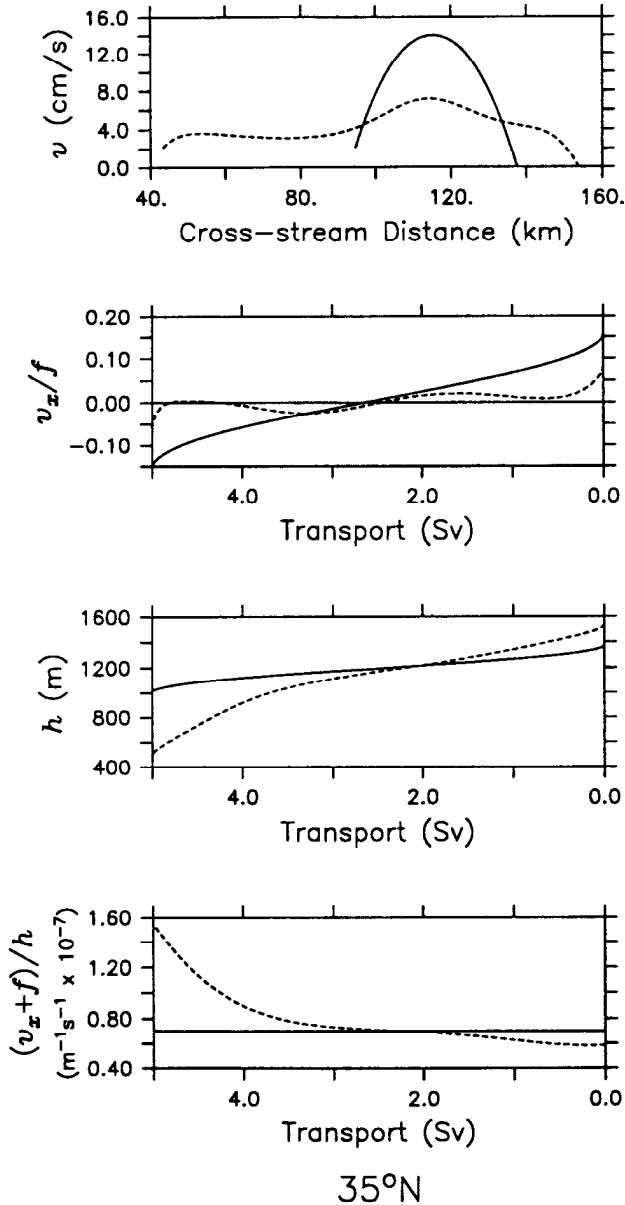 16.0
12.0
8.0
4.0
0.0
v (cm/s)
40. 80. 120. 160.
Cross-stream Distance (km)
0.20
0.10
0.00
-0.10
vₓ/f
4.0 2.0 0.0
Transport (Sv)
1600
1200
800
400
h (m)
4.0 2.0 0.0
Transport (Sv)
1.60
1.20
0.80
0.40
(vₓ+f)/h
(m⁻¹s⁻¹ x 10⁻⁷)
4.0 2.0 0.0
Transport (Sv)
35°N